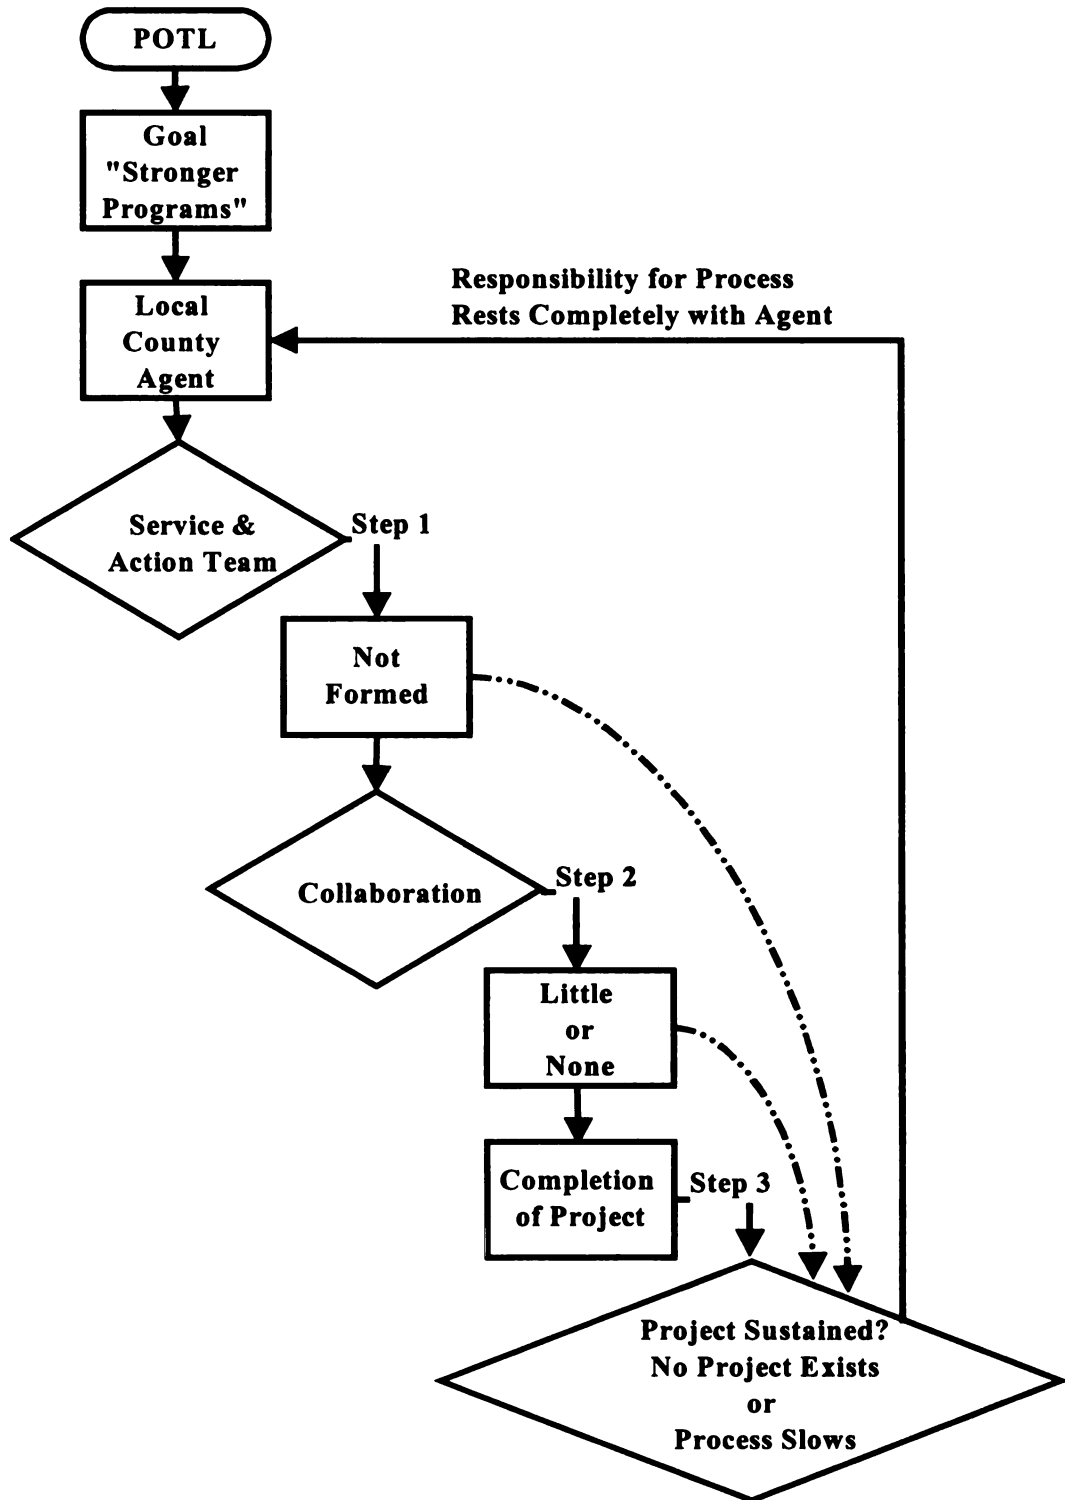 POTL
Goal
"Stronger
Programs"
Responsibility for Process
Rests Completely with Agent
Local
County
Agent
Service &
Action Team
Step 1
Not
Formed
Collaboration
Step 2
Little
or
None
Completion
of Project
Step 3
Project Sustained?
No Project Exists
or
Process Slows